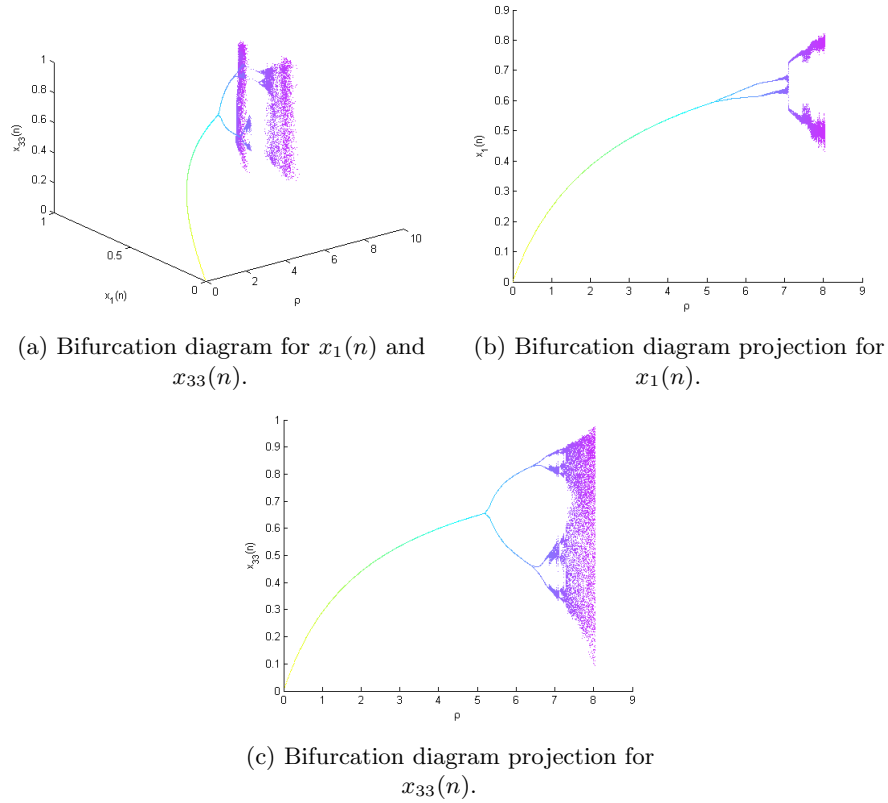 1
0.8
0.6
0.4
0.2
0
x33(n)
1
0.5
0
x1(n)
0
2
4
6
8
10
ρ
0.9
0.8
0.7
0.6
0.5
0.4
0.3
0.2
0.1
0
x1(n)
0 1 2 3 4 5 6 7 8 9
ρ
(a) Bifurcation diagram for x1(n) and
x33(n).
(b) Bifurcation diagram projection for
x1(n).
1
0.9
0.8
0.7
0.6
0.5
0.4
0.3
0.2
0.1
0
x33(n)
0 1 2 3 4 5 6 7 8 9
ρ
(c) Bifurcation diagram projection for
x33(n).